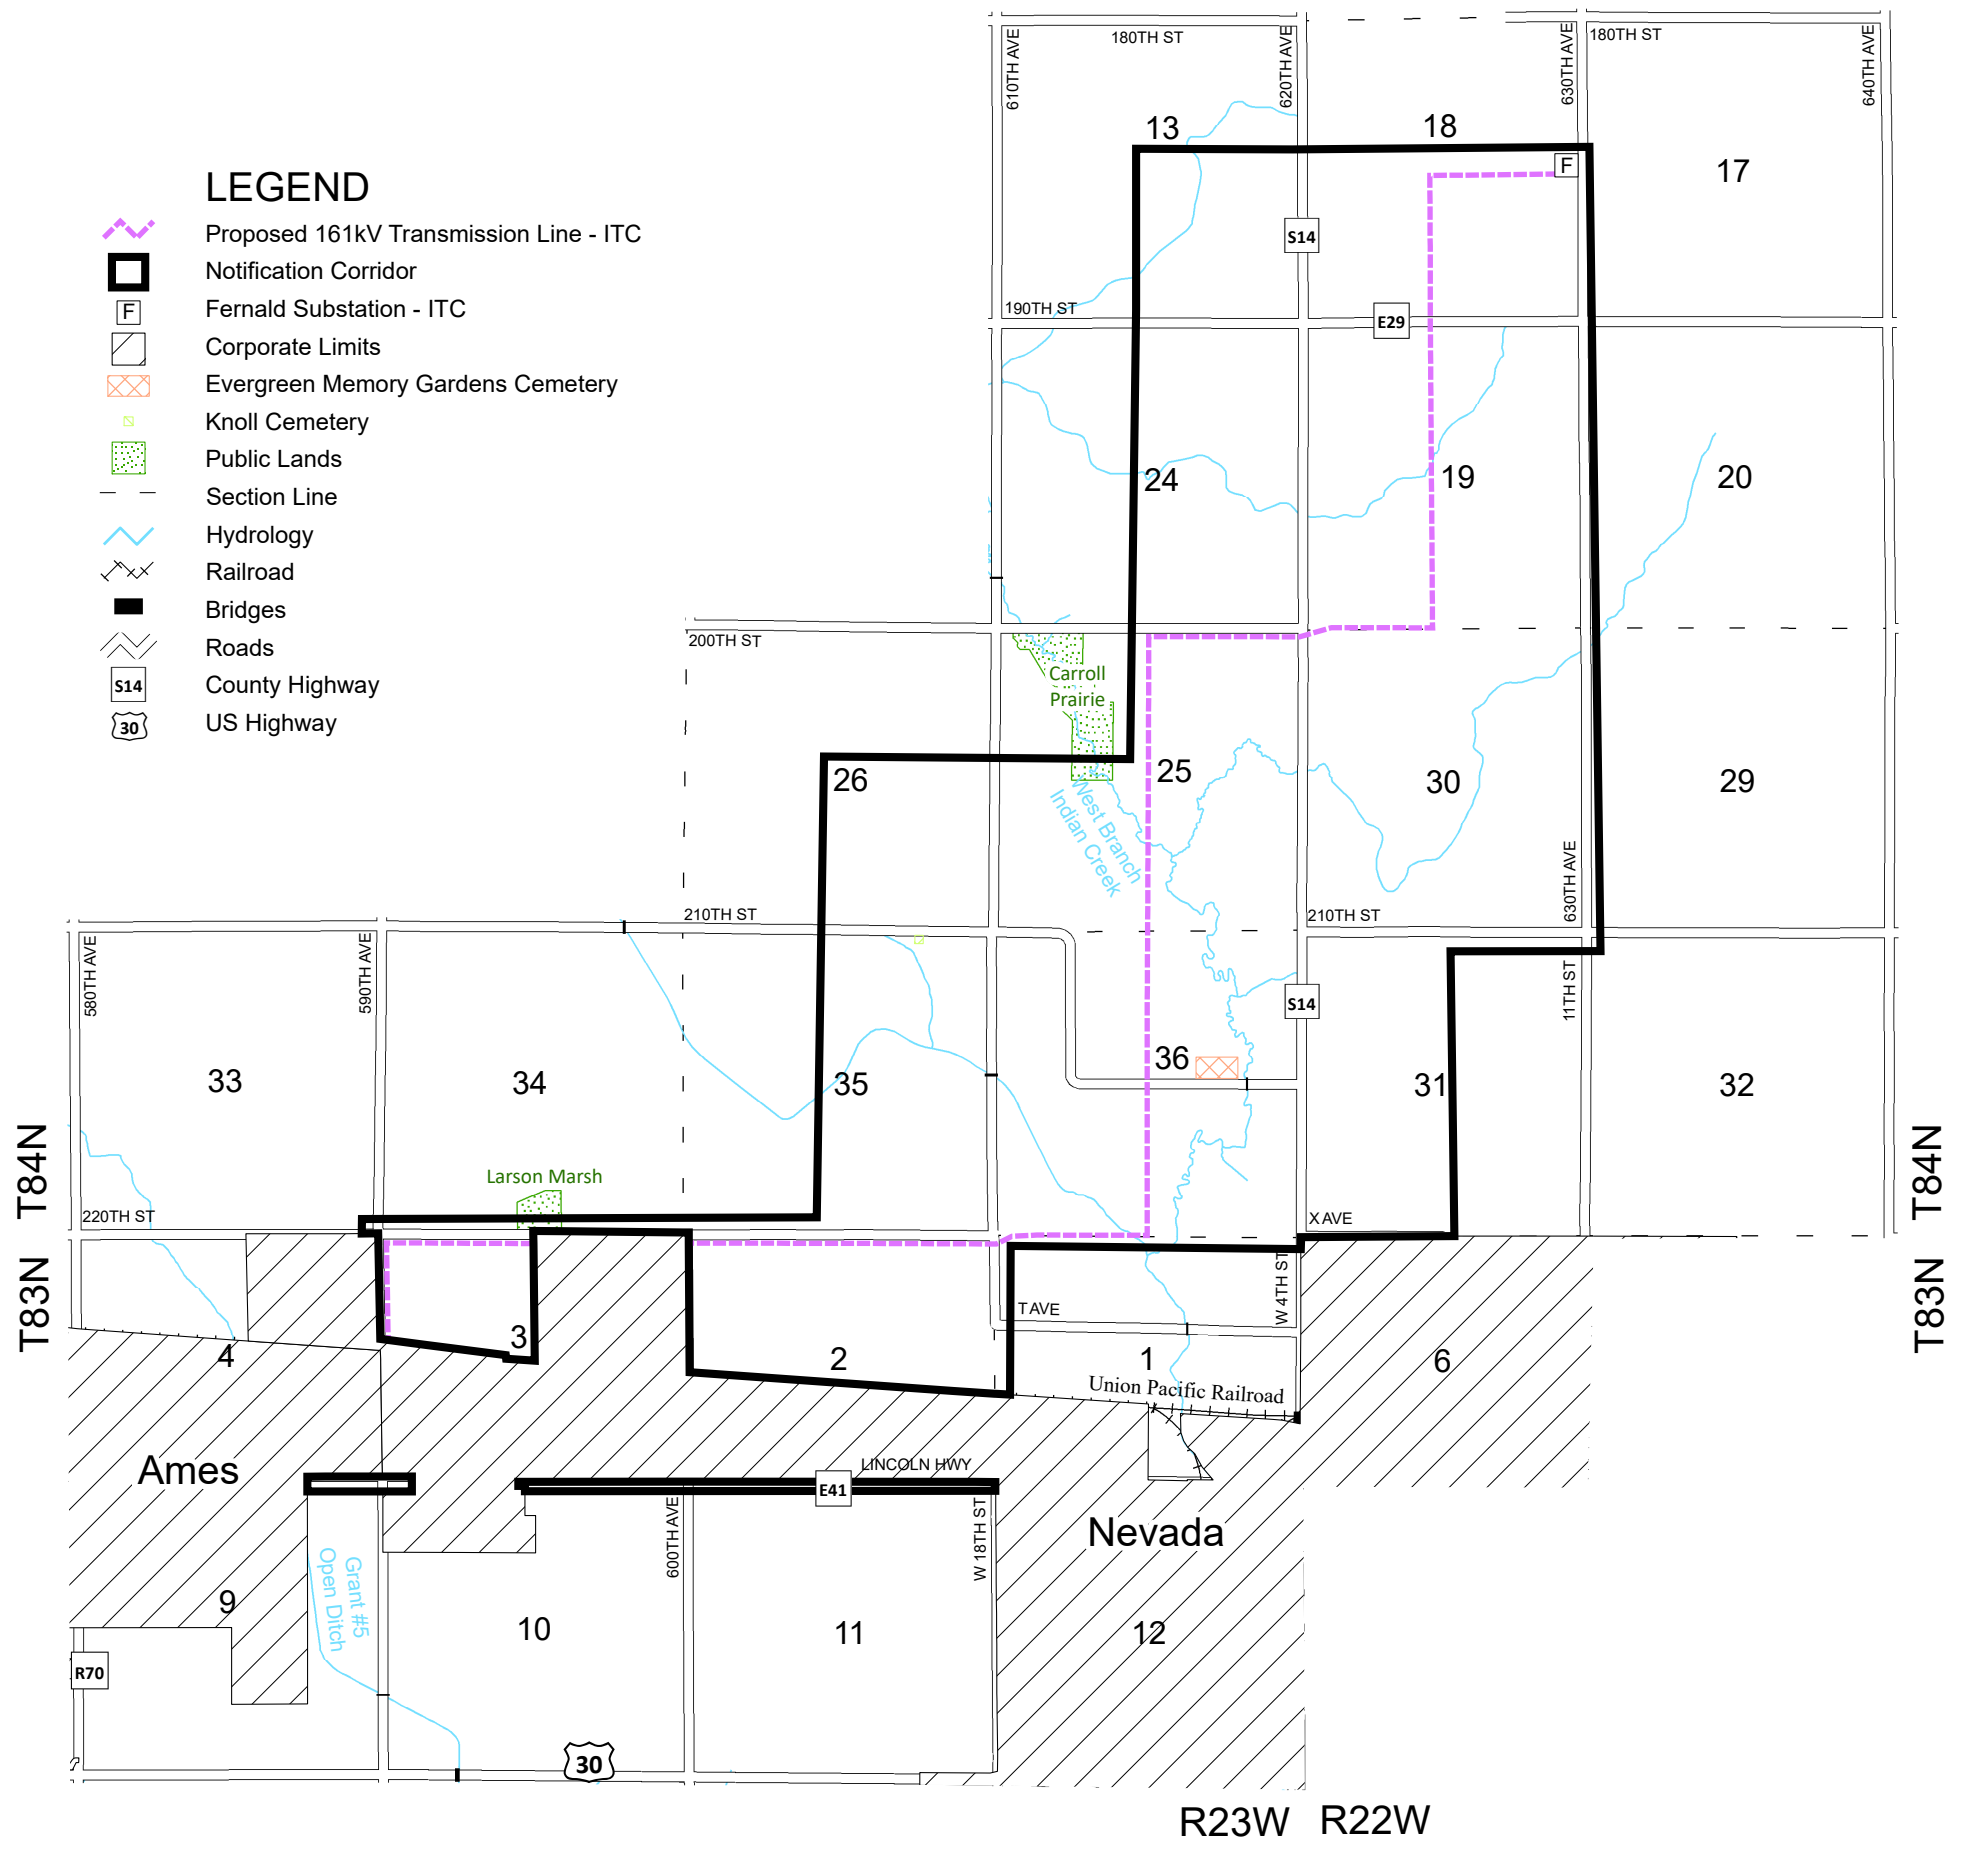 180TH ST
180TH ST
610TH AVE
620TH AVE
630TH AVE
640TH AVE
13
18
17
F
LEGEND
Proposed 161kV Transmission Line - ITC
Notification Corridor
F
Fernald Substation - ITC
Corporate Limits
Evergreen Memory Gardens Cemetery
Knoll Cemetery
Public Lands
Section Line
Hydrology
Railroad
Bridges
Roads
S14
County Highway
30
US Highway
S14
190TH ST
E29
24
19
20
200TH ST
Carroll
Prairie
26
25
30
29
West Branch
Indian Creek
630TH AVE
210TH ST
210TH ST
580TH AVE
590TH AVE
11TH ST
S14
33
34
35
36
31
32
T84N
T84N
Larson Marsh
220TH ST
X AVE
T83N
T83N
W 4TH ST
T AVE
4
3
2
1
6
Union Pacific Railroad
Ames
LINCOLN HWY
E41
600TH AVE
W 18TH ST
Nevada
Grant #5
Open Ditch
9
10
11
12
R70
30
R23W
R22W